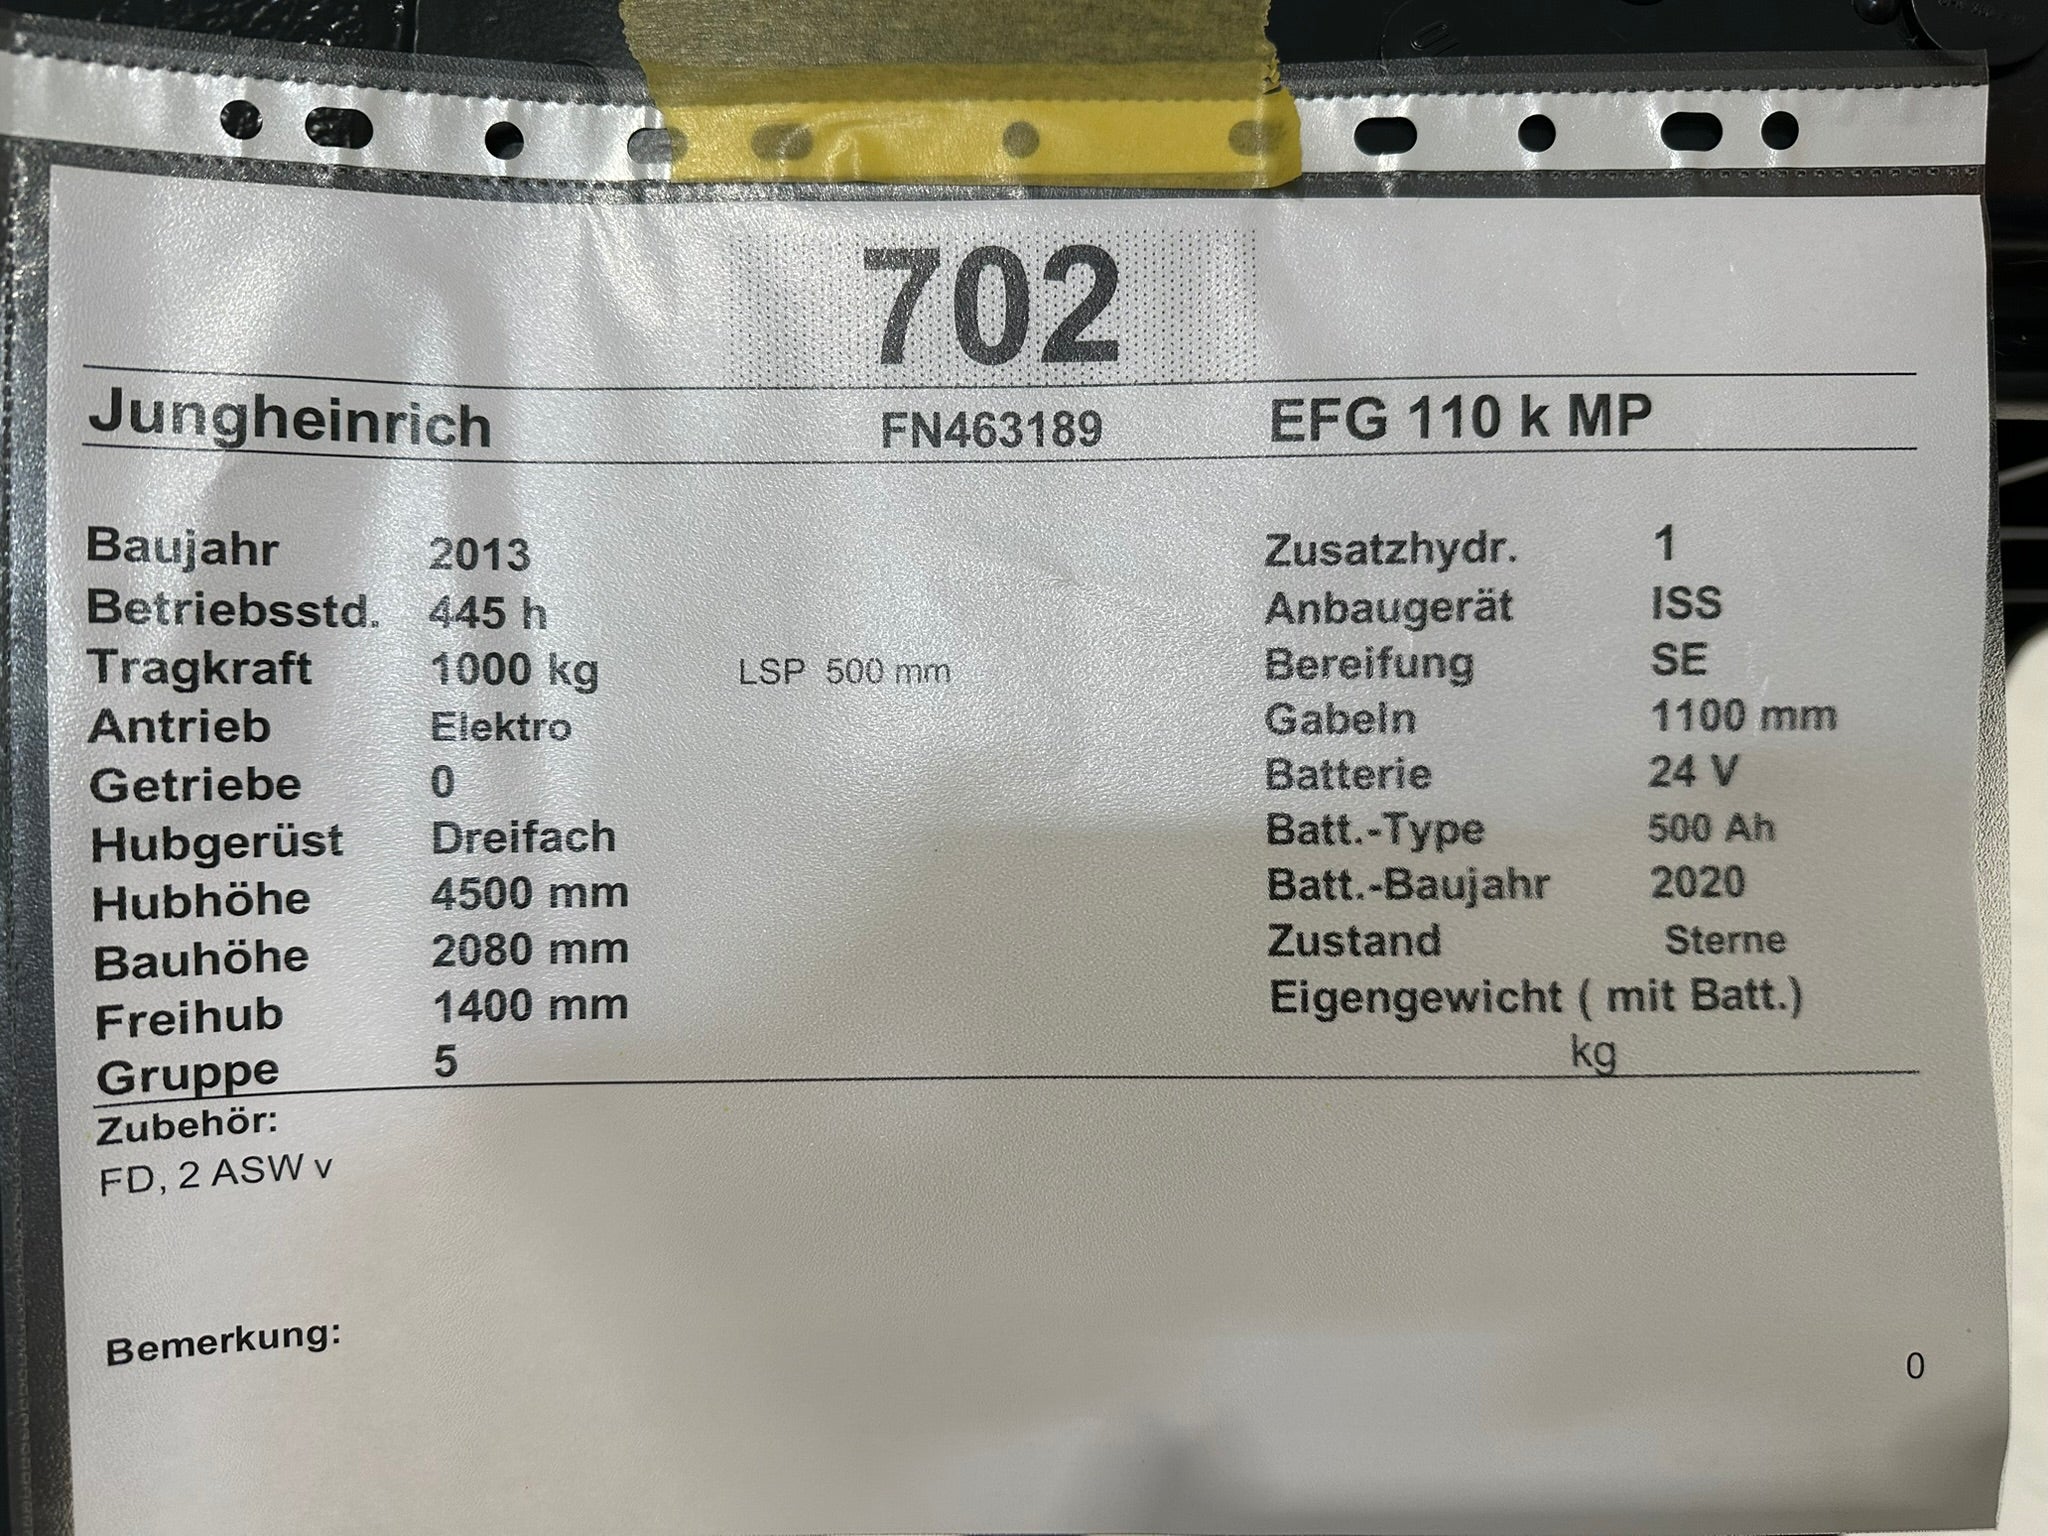 702
Jungheinrich FN463189 EFG 110 k MP
Baujahr 2013 Zusatzhydr. 1
Betriebsstd. 445 h Anbaugerät ISS
Tragkraft 1000 kg LSP 500 mm Bereifung SE
Antrieb Elektro Gabeln 1100 mm
Getriebe 0 Batterie 24 V
Hubgerüst Dreifach Batt.-Type 500 Ah
Hubhöhe 4500 mm Batt.-Baujahr 2020
Bauhöhe 2080 mm Zustand Sterne
Freihub 1400 mm Eigengewicht ( mit Batt.)
Gruppe 5 kg
Zubehör:
FD, 2 ASW v
Bemerkung:
0